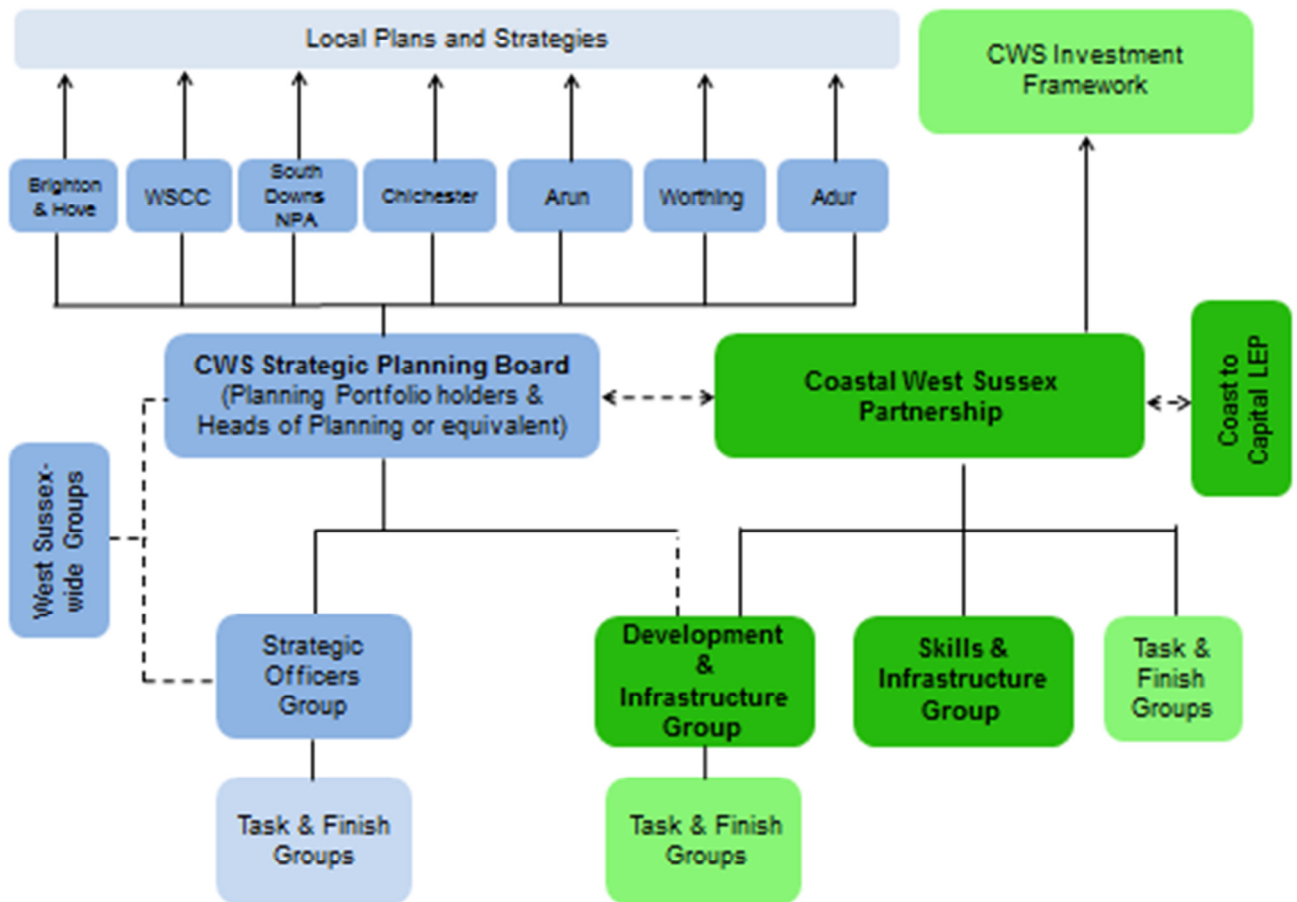 Local Plans and Strategies
CWS Investment
Framework
Brighton
& Hove
WSCC
South
Downs
NPA
Chichester
Arun
Worthing
Adur
CWS Strategic Planning Board
(Planning Portfolio holders &
Heads of Planning or equivalent)
Coastal West Sussex
Partnership
Coast to
Capital LEP
West Sussex-
wide Groups
Strategic
Officers
Group
Development
&
Infrastructure
Group
Skills &
Infrastructure
Group
Task &
Finish
Groups
Task & Finish
Groups
Task & Finish
Groups